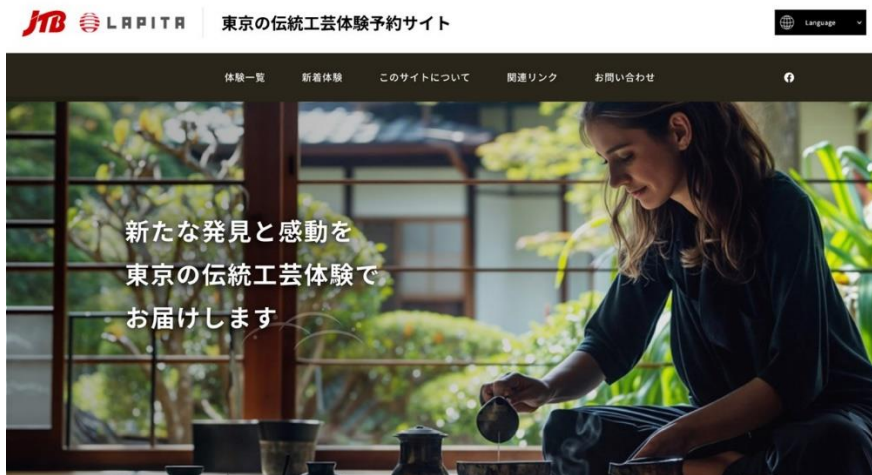 JTB LAPITA 東京の伝統工芸体験予約サイト Language
体験一覧 新着体験 このサイトについて 関連リンク お問い合わせ
新たな発見と感動を
東京の伝統工芸体験で
お届けします